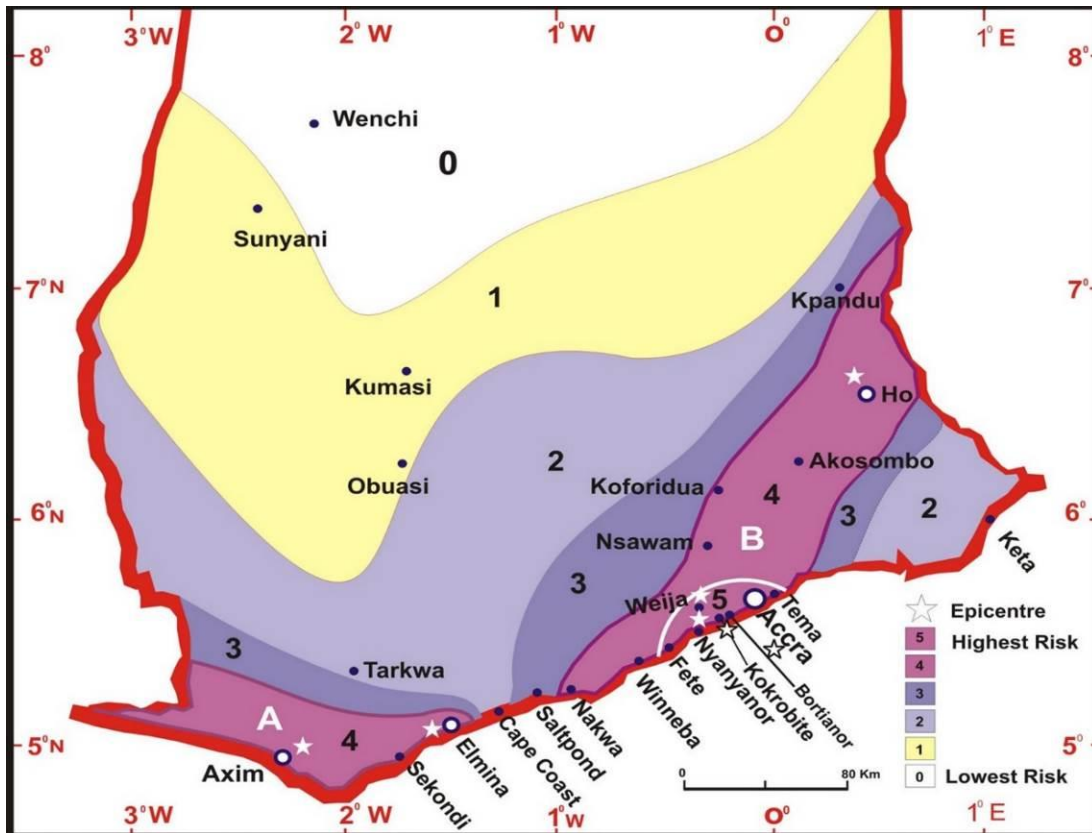 3°W 2°W 1°W 0° 1°E
8° 8°
Wenchi
0
Sunyani
7°N 1 7°
Kpandu
Kumasi
Ho
2
Obuasi Koforidua 4 Akosombo
6°N 3 2 6°
Nsawam B
Keta
3
Weija 5
Tema
Accra
Epicentre
5 Highest Risk
4
3
2
1
0 Lowest Risk
3
Tarkwa
Bortianor
Kokrobite
Nyanyanor
Fete
Winneba
Nakwa
Saltpond
Cape Coast
Elmina
Sekondi
A
4
5°N 5°
Axim
0 80 Km
3°W 2°W 1°W 0° 1°E